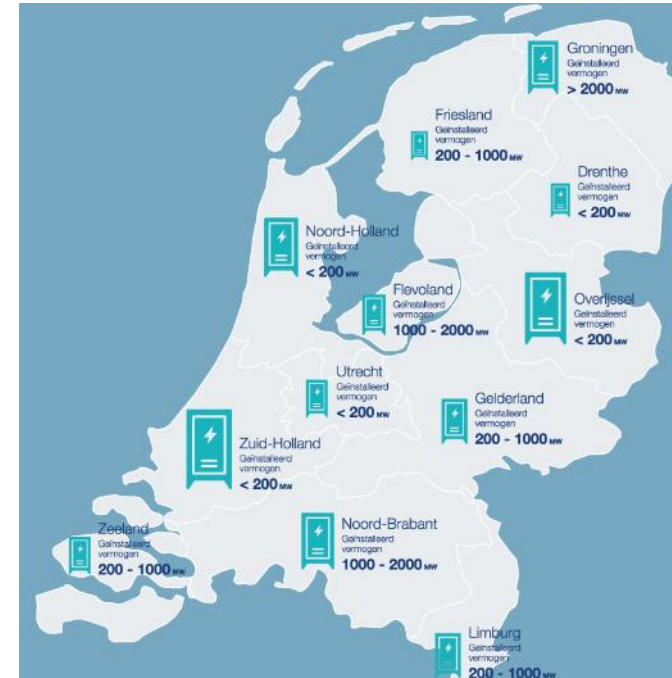 Groningen
Geïnstalleerd
vermogen
> 2000 MW
Friesland
Geïnstalleerd
vermogen
200 - 1000 MW
Drenthe
Geïnstalleerd
vermogen
< 200 MW
Noord-Holland
Geïnstalleerd
vermogen
< 200 MW
Flevoland
Geïnstalleerd
vermogen
1000 - 2000 MW
Overijssel
Geïnstalleerd
vermogen
< 200 MW
Utrecht
Geïnstalleerd
vermogen
< 200 MW
Gelderland
Geïnstalleerd
vermogen
200 - 1000 MW
Zuid-Holland
Geïnstalleerd
vermogen
< 200 MW
Zeeland
Geïnstalleerd
vermogen
200 - 1000 MW
Noord-Brabant
Geïnstalleerd
vermogen
1000 - 2000 MW
Limburg
Geïnstalleerd
vermogen
200 - 1000 MW